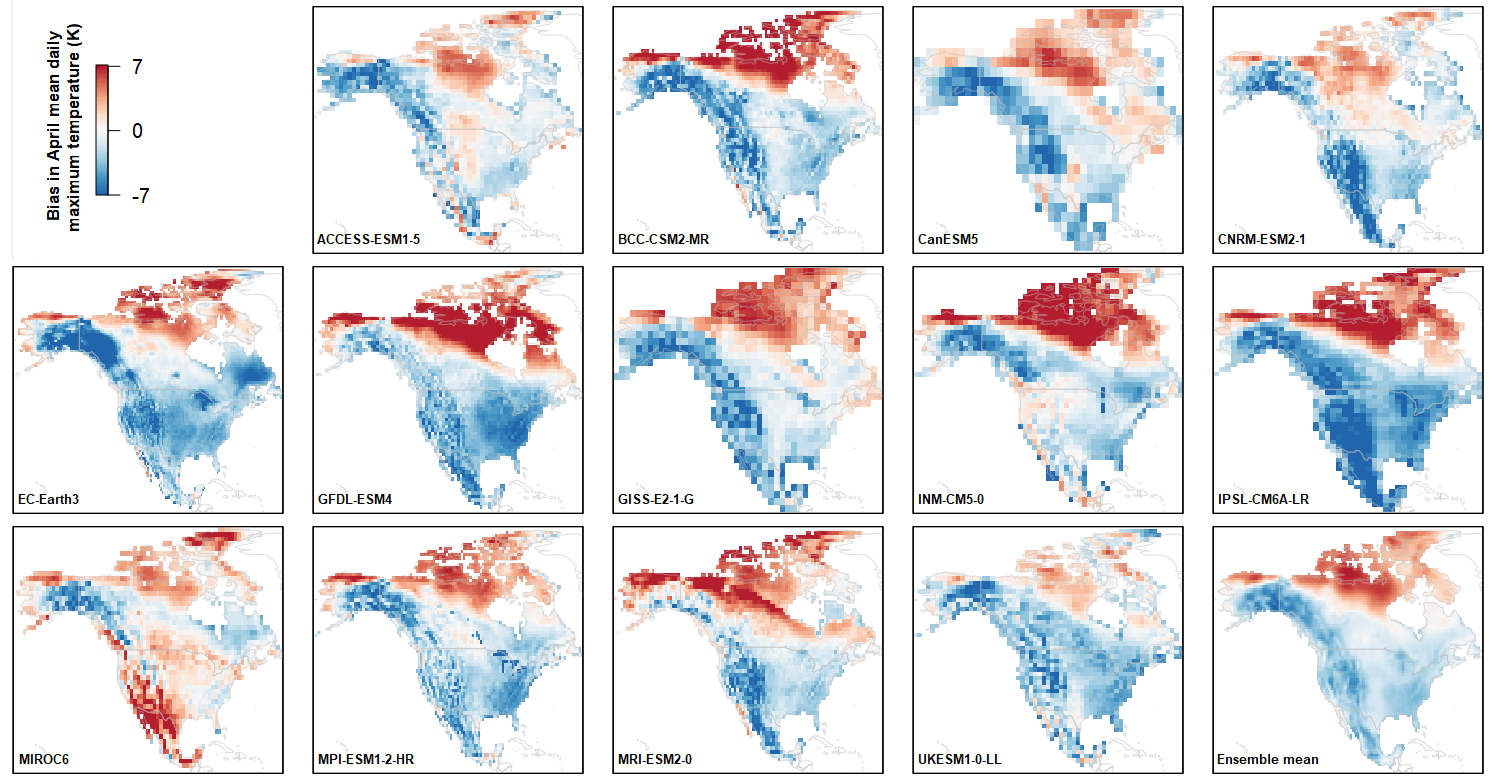 Bias in April mean daily
maximum temperature (K)
7
0
-7
ACCESS-ESM1-5
BCC-CSM2-MR
CanESM5
CNRM-ESM2-1
EC-Earth3
GFDL-ESM4
GISS-E2-1-G
INM-CM5-0
IPSL-CM6A-LR
MIROC6
MPI-ESM1-2-HR
MRI-ESM2-0
UKESM1-0-LL
Ensemble mean